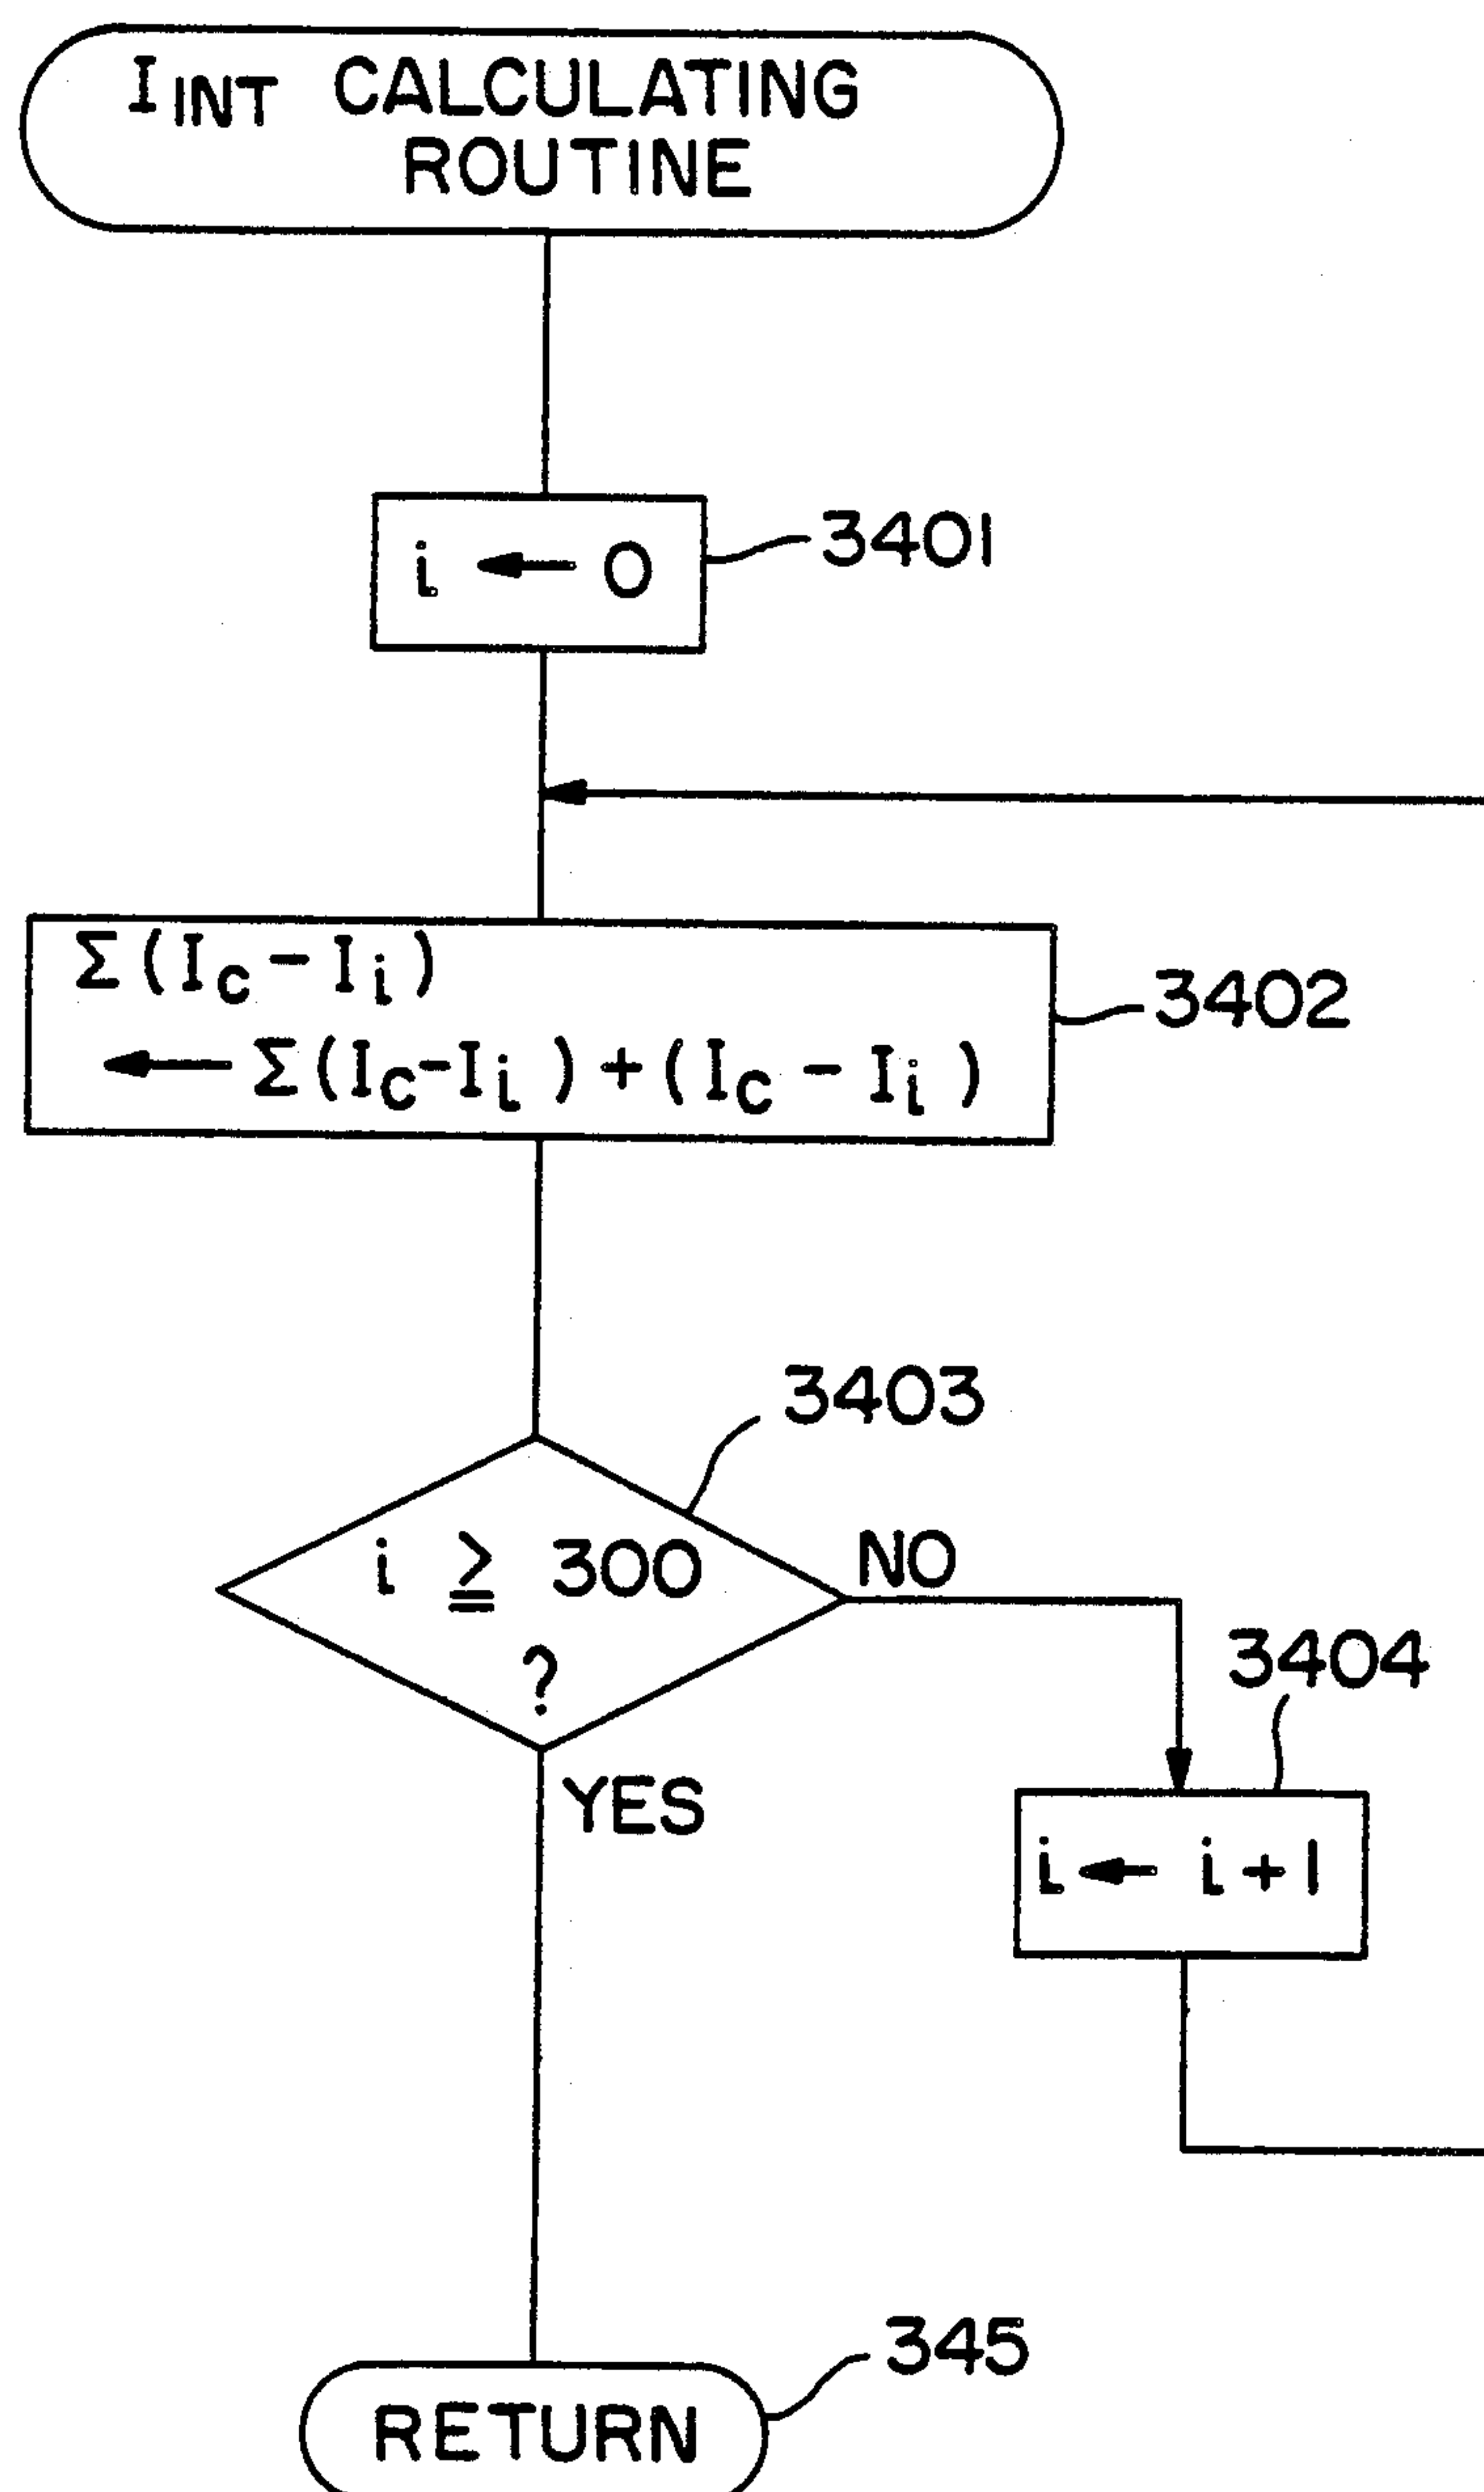 I INT CALCULATING
ROUTINE
i ← 0
3401
Σ(Ic-Ii)
← Σ(Ic-Ii)+(Ic-Ii)
3402
3403
i ≧ 300
?
NO
YES
3404
i ← i+1
345
RETURN